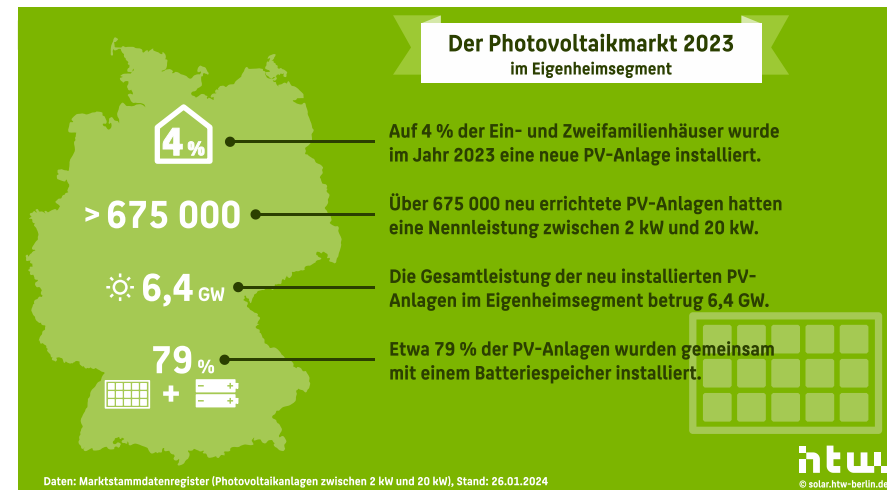 Der Photovoltaikmarkt 2023
im Eigenheimsegment
4 %
Auf 4 % der Ein- und Zweifamilienhäuser wurde
im Jahr 2023 eine neue PV-Anlage installiert.
> 675 000
Über 675 000 neu errichtete PV-Anlagen hatten
eine Nennleistung zwischen 2 kW und 20 kW.
6,4 GW
Die Gesamtleistung der neu installierten PV-
Anlagen im Eigenheimsegment betrug 6,4 GW.
79 %
Etwa 79 % der PV-Anlagen wurden gemeinsam
mit einem Batteriespeicher installiert.
+
htw
Daten: Marktstammdatenregister (Photovoltaikanlagen zwischen 2 kW und 20 kW), Stand: 26.01.2024
© solar.htw-berlin.de